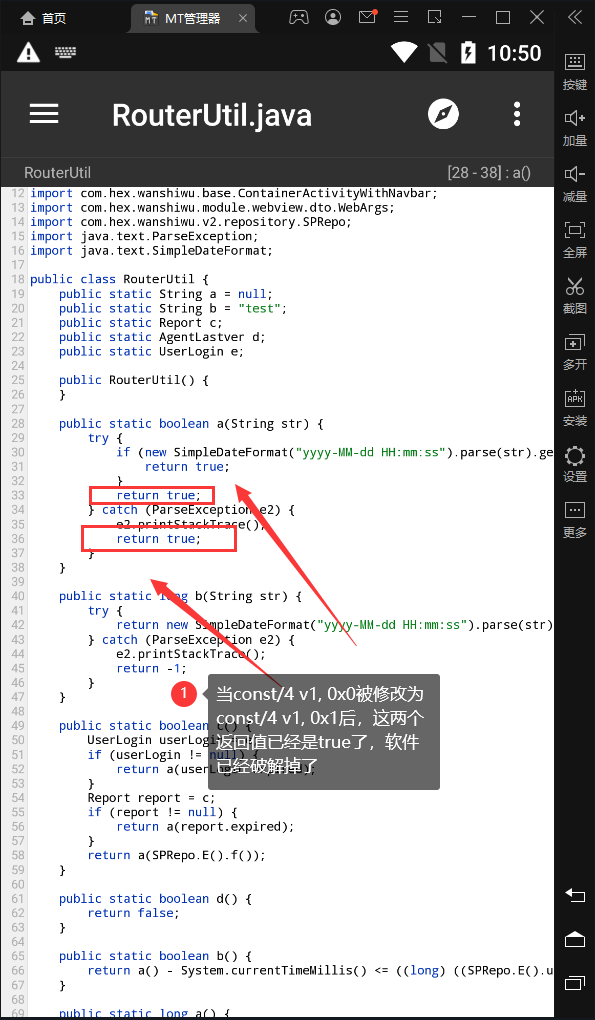 首页
MT管理器
10:50
RouterUtil.java
RouterUtil
[28 - 38] : a()
12 import com.hex.wanshiwu.base.ContainerActivityWithNavbar;
13 import com.hex.wanshiwu.module.webview.dto.WebArgs;
14 import com.hex.wanshiwu.v2.repository.SPRepo;
15 import java.text.ParseException;
16 import java.text.SimpleDateFormat;
17
18 public class RouterUtil {
19 public static String a = null;
20 public static String b = "test";
21 public static Report c;
22 public static AgentLastver d;
23 public static UserLogin e;
24
25 public RouterUtil() {
26 }
27
28 public static boolean a(String str) {
29 try {
30 if (new SimpleDateFormat("yyyy-MM-dd HH:mm:ss").parse(str).ge
31 return true;
32 }
33 return true;
34 } catch (ParseException e2) {
35 e2.printStackTrace();
36 return true;
37 }
38 }
39
40 public static long b(String str) {
41 try {
42 return new SimpleDateFormat("yyyy-MM-dd HH:mm:ss").parse(str)
43 } catch (ParseException e2) {
44 e2.printStackTrace();
45 return -1;
46 }
47 }
48
49 public static boolean c() {
50 UserLogin userLogin
51 if (userLogin != null) {
52 return a(userLogin
53 }
54 Report report = c;
55 if (report != null) {
56 return a(report.expired);
57 }
58 return a(SPRepo.E().f());
59 }
60
61 public static boolean d() {
62 return false;
63 }
64
65 public static boolean b() {
66 return a() - System.currentTimeMillis() <= ((long) ((SPRepo.E().u
67 }
68
69 public static long a() {
1
当const/4 v1, 0x0被修改为
const/4 v1, 0x1后，这两个
返回值已经是true了，软件
已经破解掉了
按键
加量
减量
全屏
截图
多开
APK
安装
设置
更多